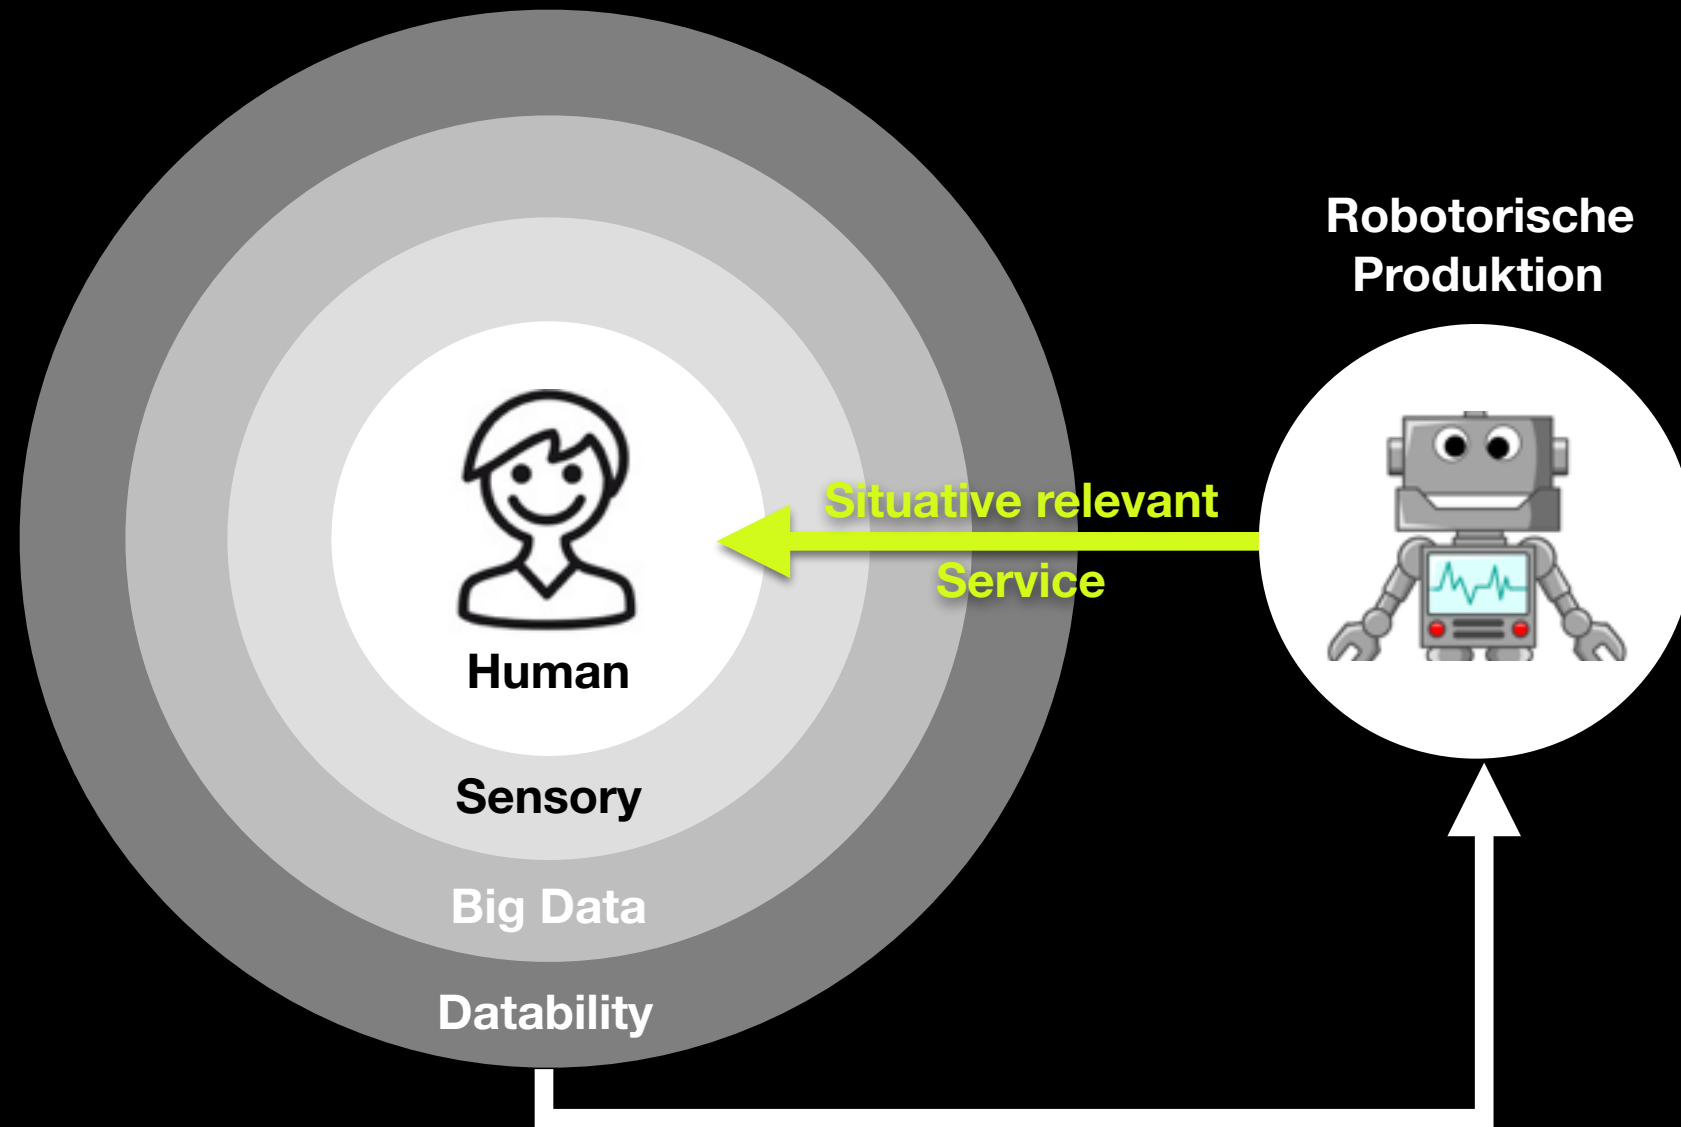 Robotorische
Produktion
Situative relevant
Service
Human
Sensory
Big Data
Datability